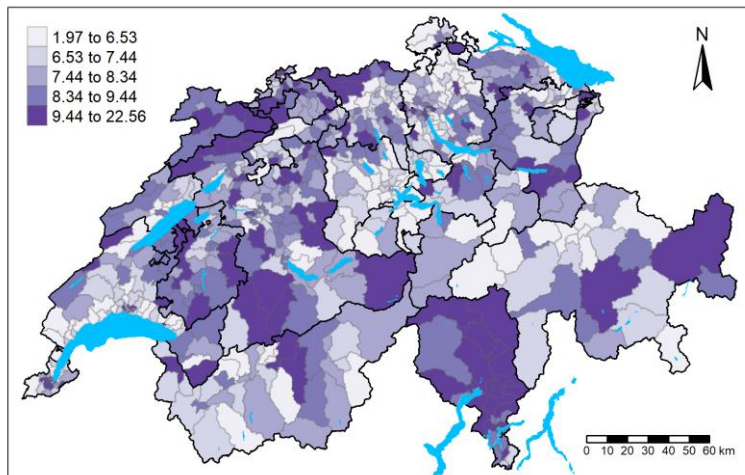 1.97 to 6.53
6.53 to 7.44
7.44 to 8.34
8.34 to 9.44
9.44 to 22.56
N
0 10 20 30 40 50 60 km